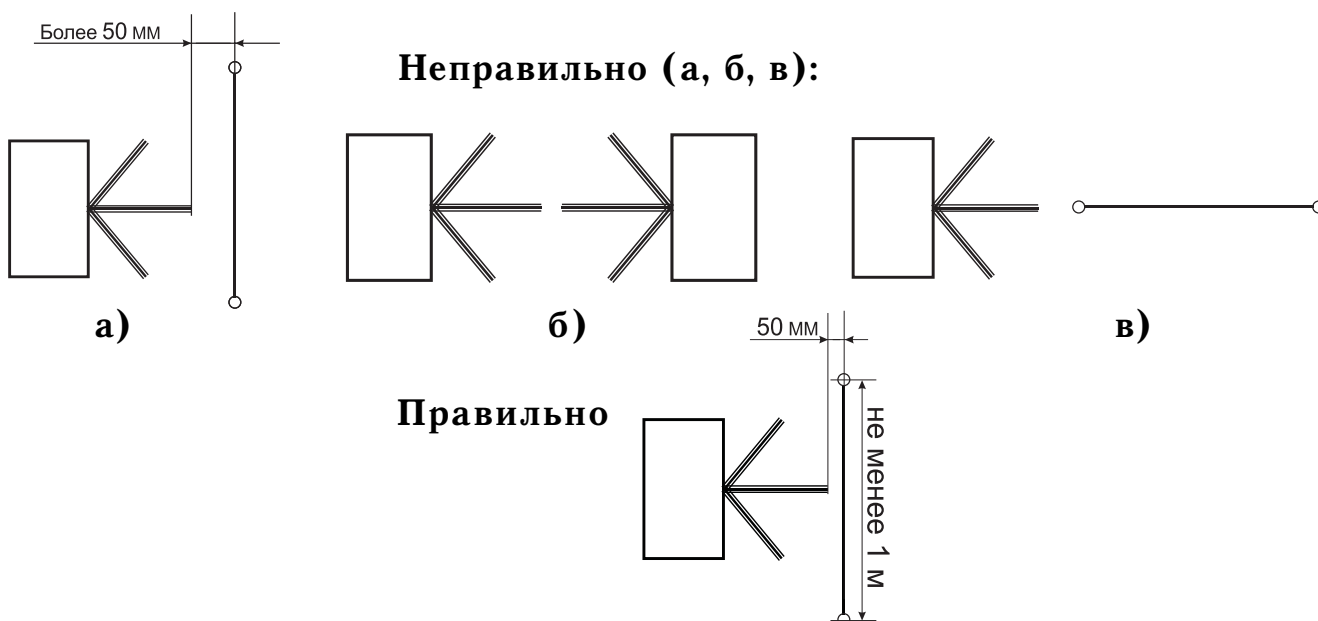 Более 50 мм
Неправильно (а, б, в):
а)
б)
в)
50 мм
Правильно
не менее 1 м